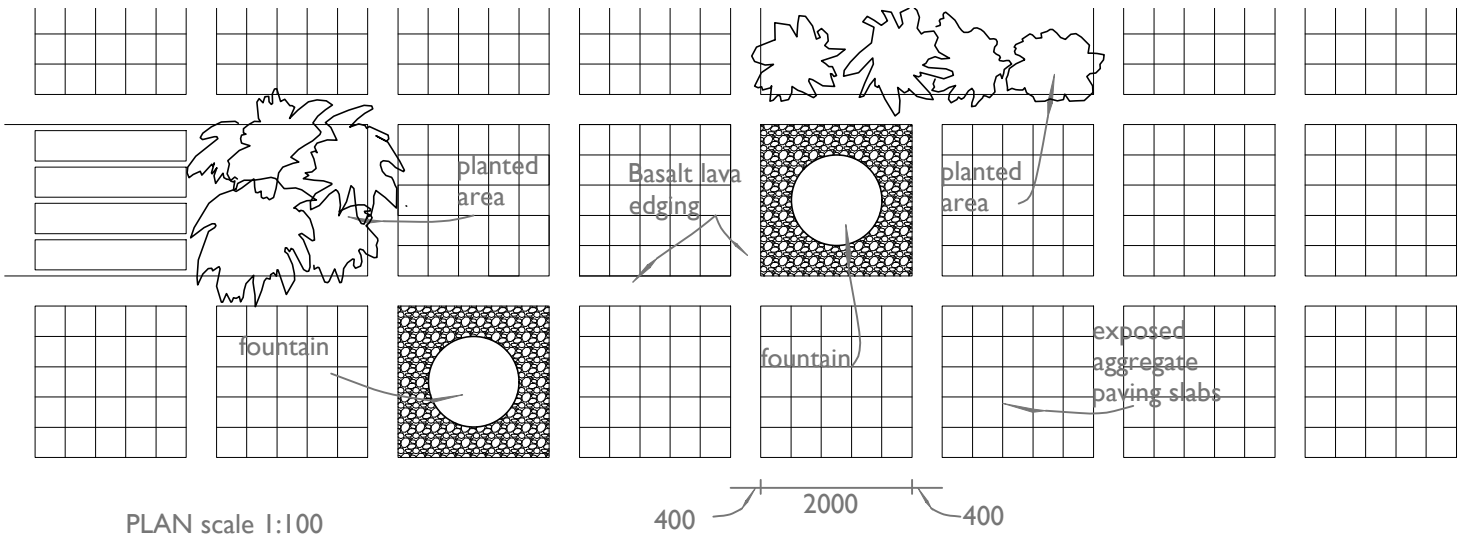 planted
area
Basalt lava
edging
planted
area
fountain
fountain
exposed
aggregate
paving slabs
2000
400
400
PLAN scale 1:100